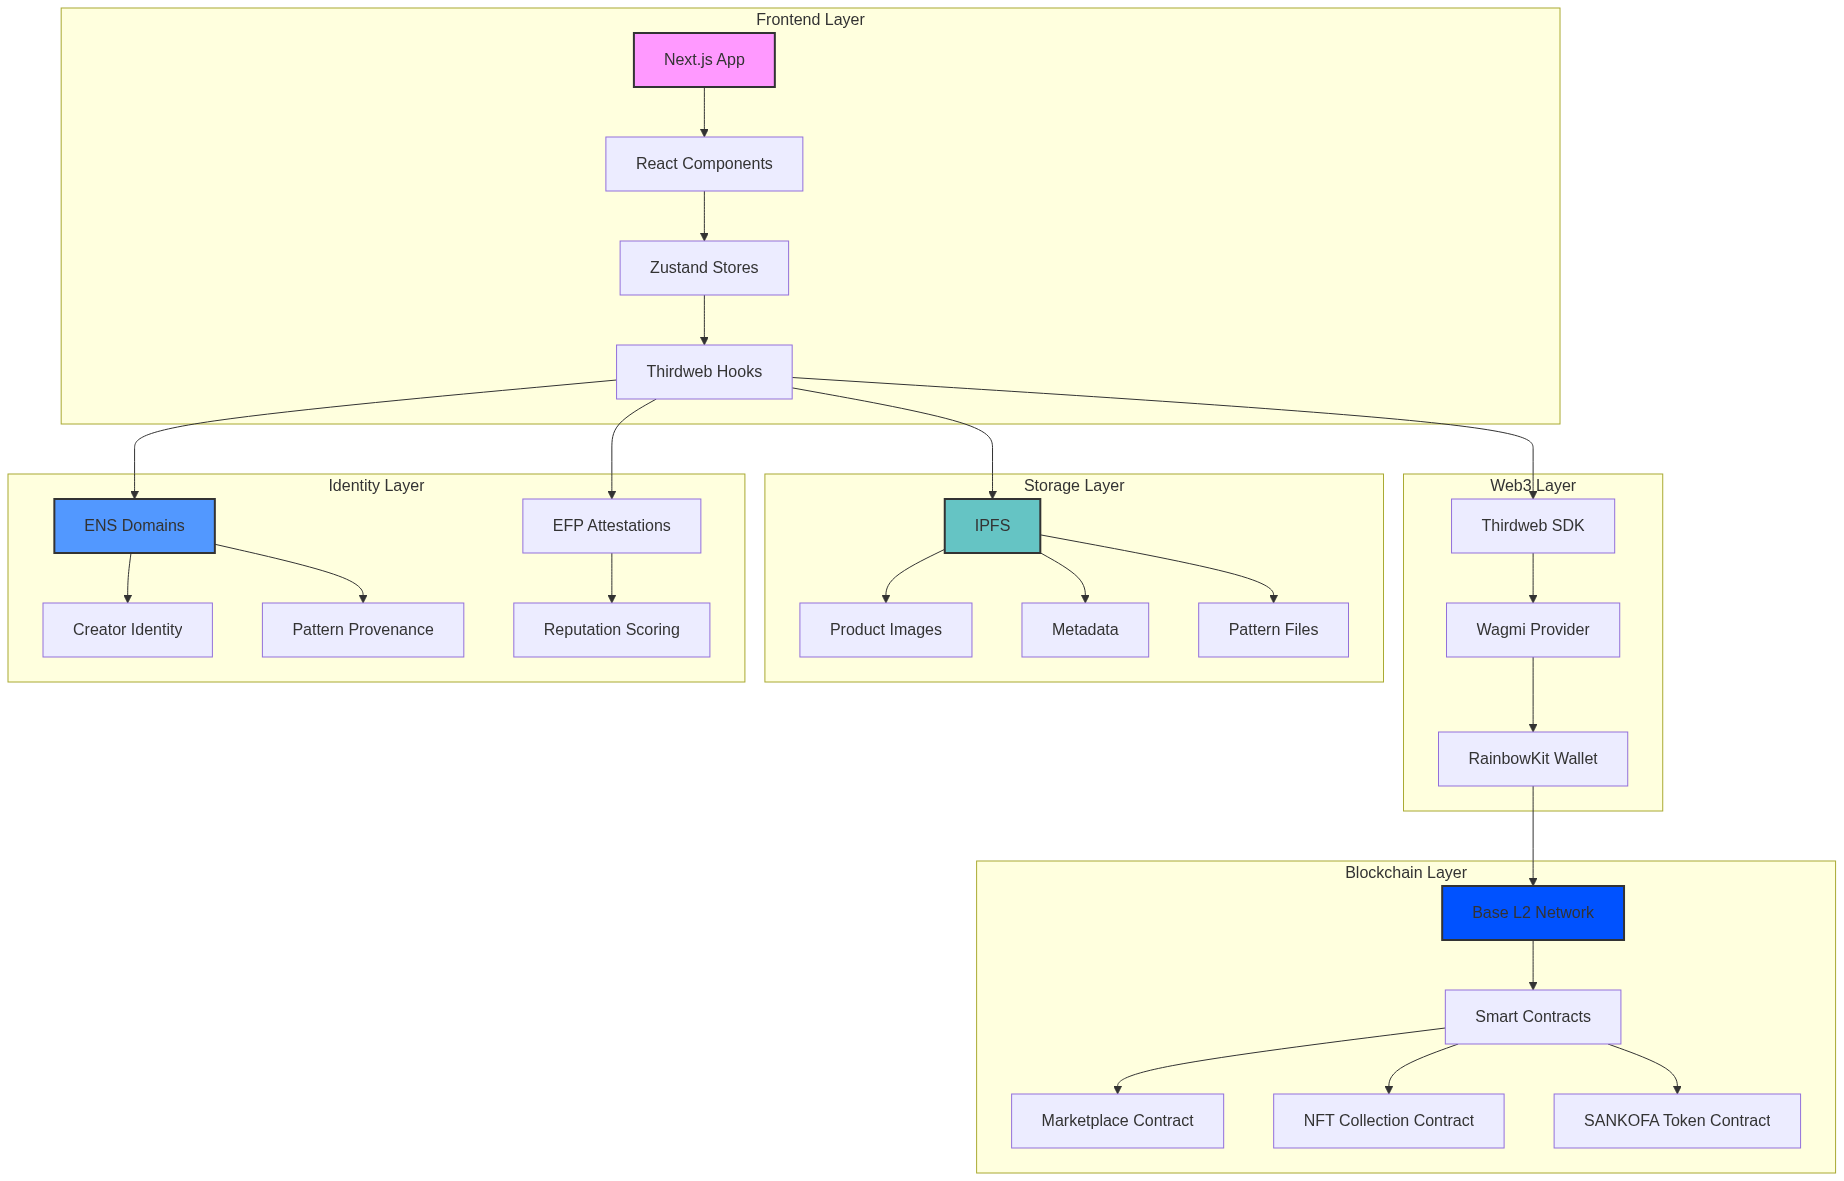 Frontend Layer
Next.js App
React Components
Zustand Stores
Thirdweb Hooks
Identity Layer
ENS Domains
EFP Attestations
Creator Identity
Pattern Provenance
Reputation Scoring
Storage Layer
IPFS
Product Images
Metadata
Pattern Files
Web3 Layer
Thirdweb SDK
Wagmi Provider
RainbowKit Wallet
Blockchain Layer
Base L2 Network
Smart Contracts
Marketplace Contract
NFT Collection Contract
SANKOFA Token Contract